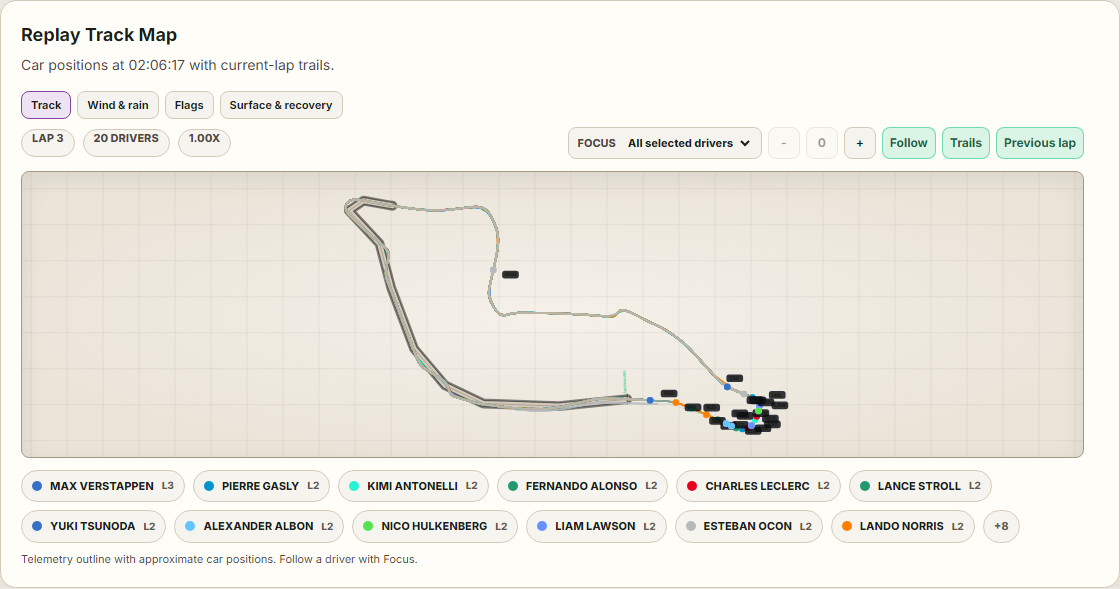 Replay Track Map
Car positions at 02:06:17 with current-lap trails.
Track Wind & rain Flags Surface & recovery
LAP 3 20 DRIVERS 1.00X FOCUS All selected drivers - 0 + Follow Trails Previous lap
MAX VERSTAPPEN L3 PIERRE GASLY L2 KIMI ANTONELLI L2 FERNANDO ALONSO L2 CHARLES LECLERC L2 LANCE STROLL L2
YUKI TSUNODA L2 ALEXANDER ALBON L2 NICO HULKENBERG L2 LIAM LAWSON L2 ESTEBAN OCON L2 LANDO NORRIS L2 +8
Telemetry outline with approximate car positions. Follow a driver with Focus.